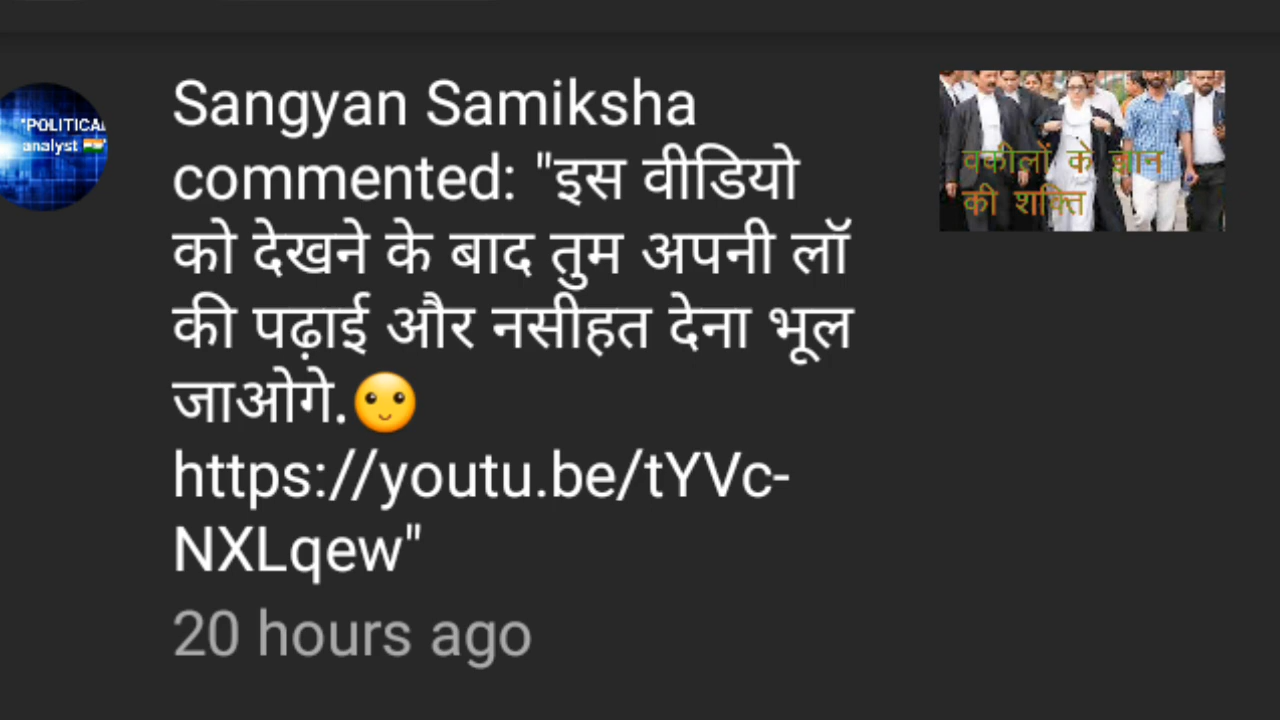 "POLITICAL
analyst 🇮🇳"
Sangyan Samiksha
commented: "इस वीडियो
को देखने के बाद तुम अपनी लॉ
की पढ़ाई और नसीहत देना भूल
जाओगे.🙂
https://youtu.be/tYVc-
NXLqew"
20 hours ago
वकीलों के ज्ञान
की शक्ति